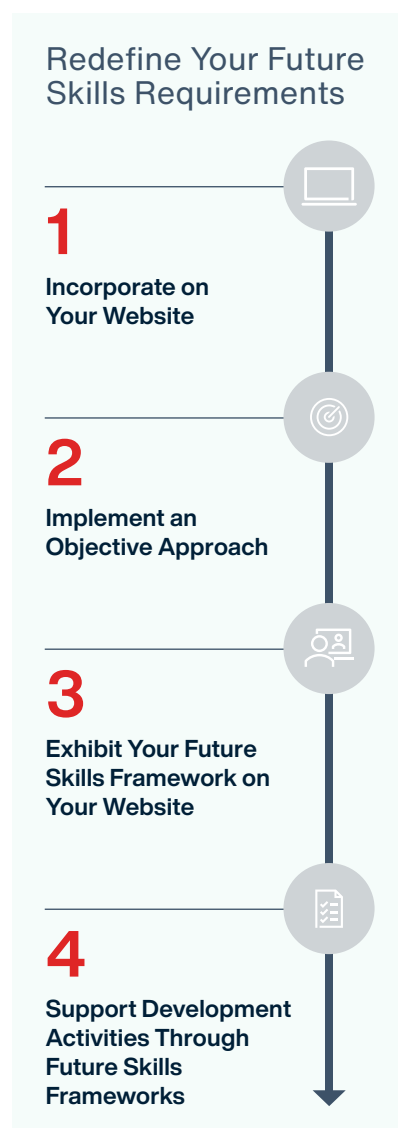 Redefine Your Future
Skills Requirements
1
Incorporate on
Your Website
2
Implement an
Objective Approach
3
Exhibit Your Future
Skills Framework on
Your Website
4
Support Development
Activities Through
Future Skills
Frameworks